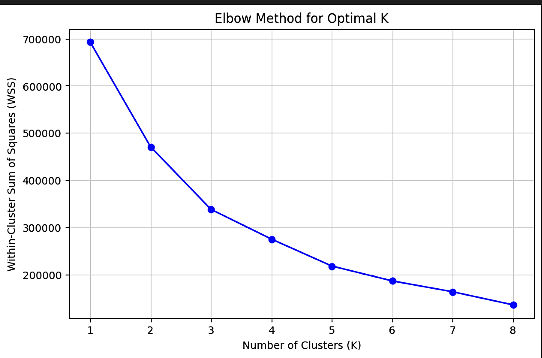 Elbow Method for Optimal K
Within-Cluster Sum of Squares (WSS)
700000
600000
500000
400000
300000
200000
1 2 3 4 5 6 7 8
Number of Clusters (K)